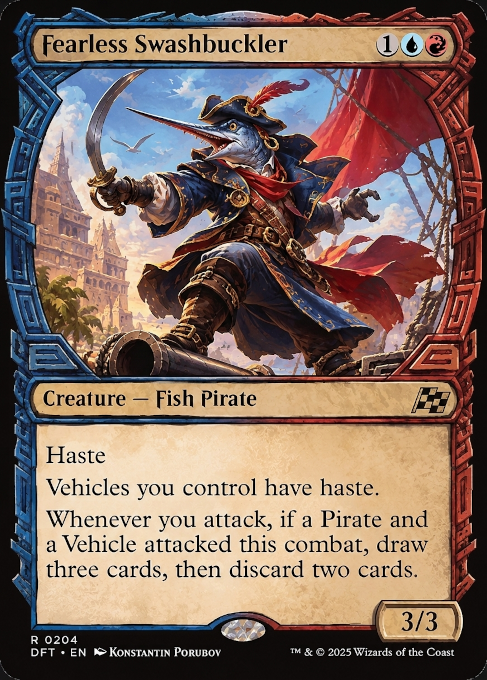 Fearless Swashbuckler 1
Creature — Fish Pirate
Haste
Vehicles you control have haste.
Whenever you attack, if a Pirate and
a Vehicle attacked this combat, draw
three cards, then discard two cards.
3/3
R 0204
DFT • EN Konstantin Porubov ™ & © 2025 Wizards of the Coast